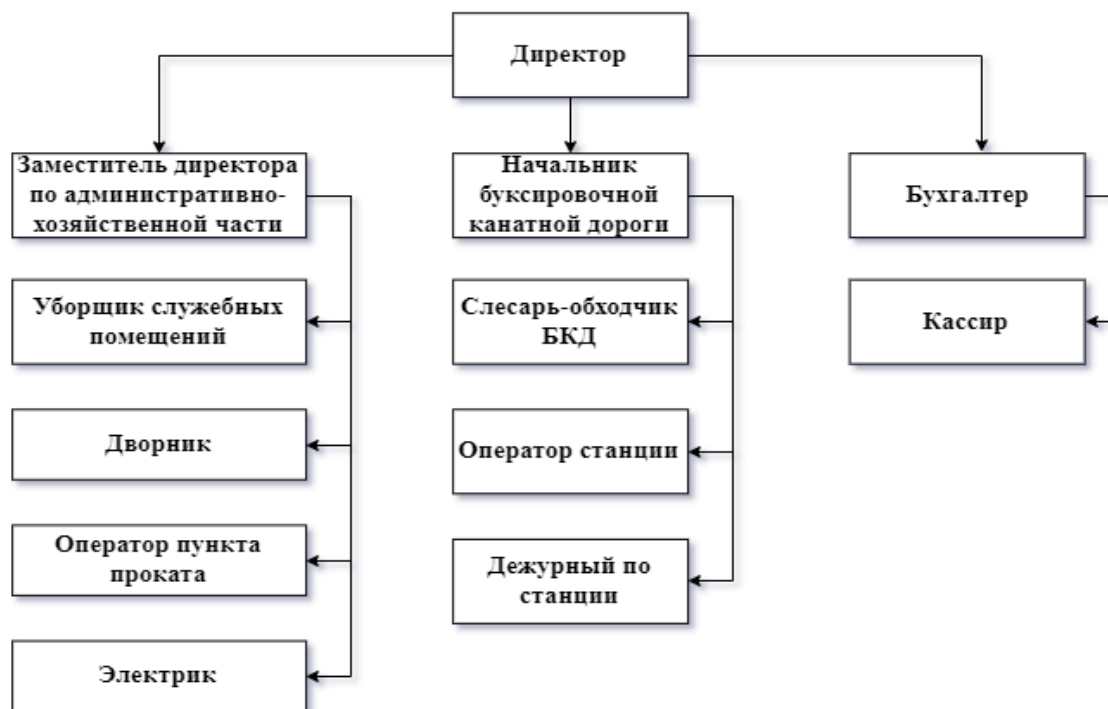 Директор
Заместитель директора
по административно-
хозяйственной части
Начальник
буксировочной
канатной дороги
Бухгалтер
Уборщик служебных
помещений
Слесарь-обходчик
БКД
Кассир
Дворник
Оператор станции
Оператор пункта
проката
Дежурный по
станции
Электрик